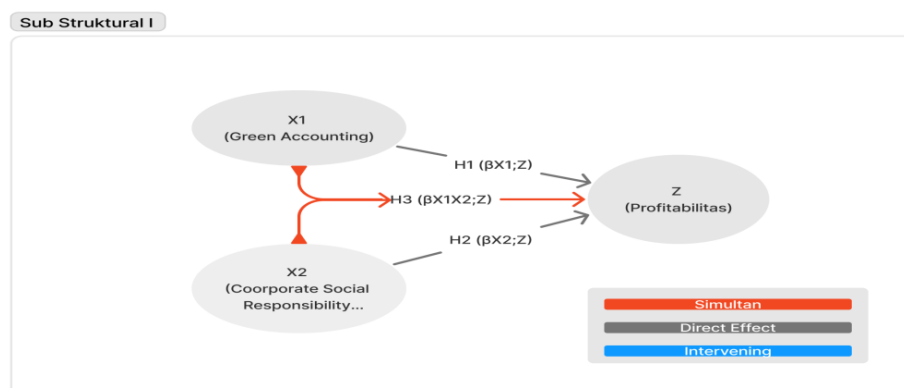 Sub Struktural I
X1
(Green Accounting)
H1 (βX1;Z)
Z
(Profitabilitas)
H3 (βX1X2;Z)
H2 (βX2;Z)
X2
(Coorporate Social
Responsibility...
Simultan
Direct Effect
Intervening